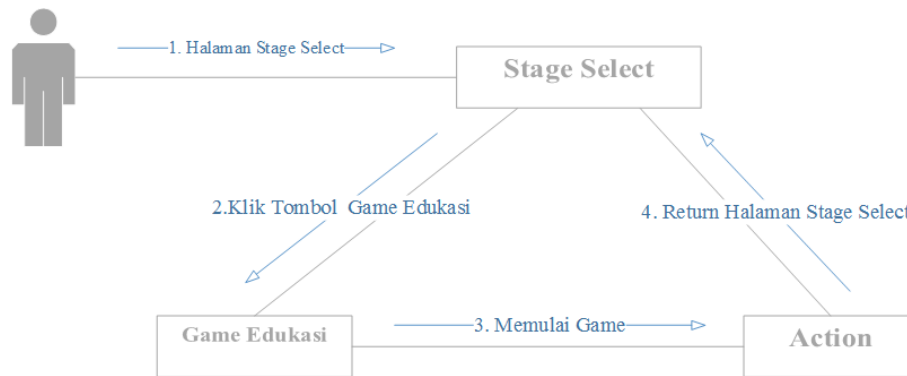 1. Halaman Stage Select
Stage Select
2.Klik Tombol Game Edukasi
4. Return Halaman Stage Select
Game Edukasi
3. Memulai Game
Action